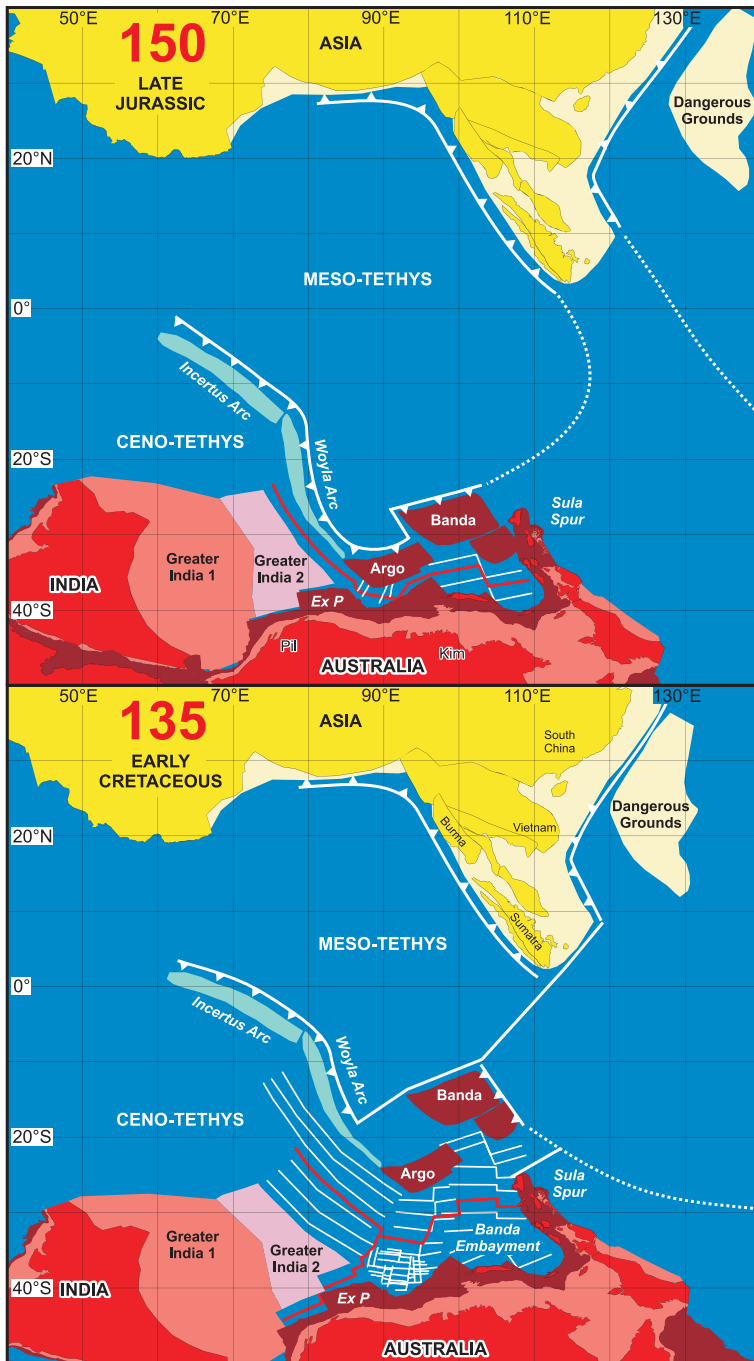 50°E
70°E
90°E
110°E
130°E
150
LATE
JURASSIC
ASIA
Dangerous
Grounds
20°N
MESO-TETHYS
0°
Incertus Arc
Woyla Arc
CENO-TETHYS
20°S
Banda
Sula
Spur
Greater
India 1
Greater
India 2
Argo
INDIA
Ex P
40°S
Pil
Kim
AUSTRALIA
50°E
70°E
90°E
110°E
130°E
135
EARLY
CRETACEOUS
ASIA
South
China
Dangerous
Grounds
20°N
Burma
Vietnam
Sumatra
MESO-TETHYS
0°
Incertus Arc
Woyla Arc
CENO-TETHYS
Banda
20°S
Argo
Sula
Spur
Banda
Embayment
Greater
India 1
Greater
India 2
40°S
INDIA
Ex P
AUSTRALIA